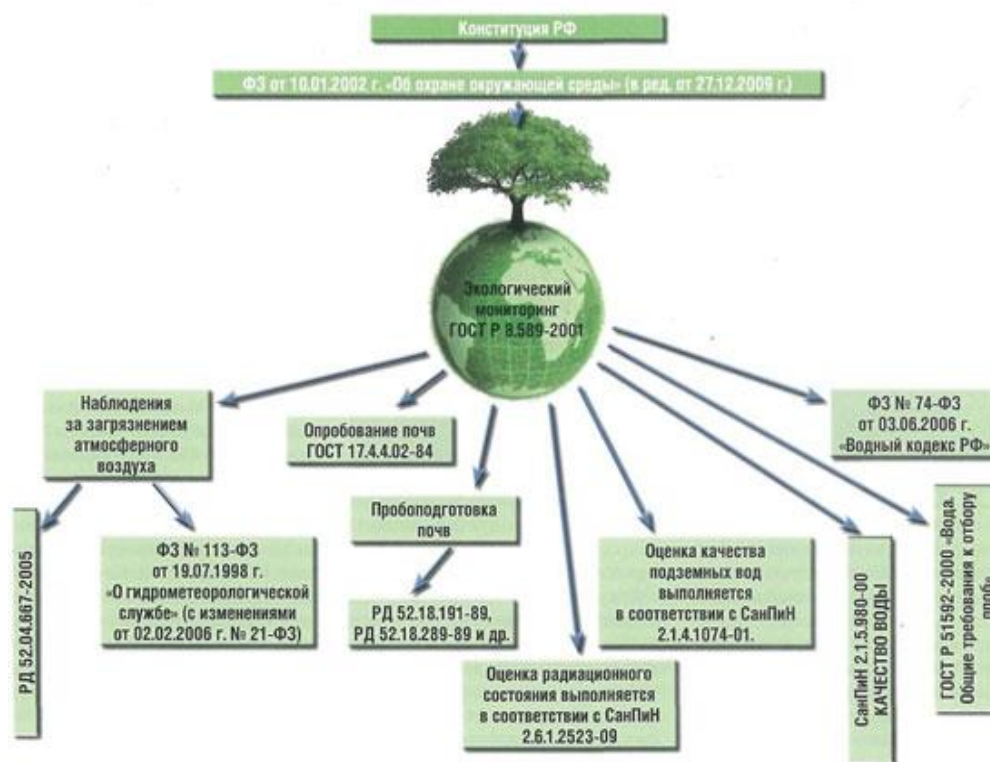 Конституция РФ
ФЗ от 10.01.2002 г. «Об охране окружающей среды» (в ред. от 27.12.2009 г.)
Экологический
мониторинг
ГОСТ Р 8.589-2001
Наблюдения
за загрязнением
атмосферного
воздуха
Опробование почв
ГОСТ 17.4.4.02-84
ФЗ № 74-ФЗ
от 03.06.2006 г.
«Водный кодекс РФ»
Пробоподготовка
почв
РД 52.04.667-2005
ФЗ № 113-ФЗ
от 19.07.1998 г.
«О гидрометеорологической
службе» (с изменениями
от 02.02.2006 г. № 21-ФЗ)
РД 52.18.191-89,
РД 52.18.289-89 и др.
Оценка качества
подземных вод
выполняется
в соответствии с СанПиН
2.1.4.1074-01.
Оценка радиационного
состояния выполняется
в соответствии с СанПиН
2.6.1.2523-09
СанПиН 2.1.5.980-00
КАЧЕСТВО ВОДЫ
ГОСТ Р 51592-2000 «Вода.
Общие требования к отбору
проб»